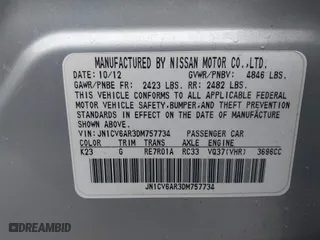 MANUFACTURED BY NISSAN MOTOR CO.,LTD.
DATE 10/12 GVWR/PNBV: 4846 LBS.
GAWR/PNBE FR: 2423 LBS. RR: 2482 LBS.
THIS VEHICLE CONFORMS TO ALL APPLICABLE
FEDERAL MOTOR VEHICLE SAFETY,BUMPER,AND THEFT PREVENTION
STANDARDS IN EFFECT ON THE DATE OF MANUFACTURE
SHOWN ABOVE.
VIN: JN1CV6AR3DM757734 PASSENGER CAR
COLOR TRIM TRANS AXLE ENGINE
K23 G RE7R01A RC33 VQ37(VHR) 3696CC
JN1CV6AR3DM757734
DREAMBID